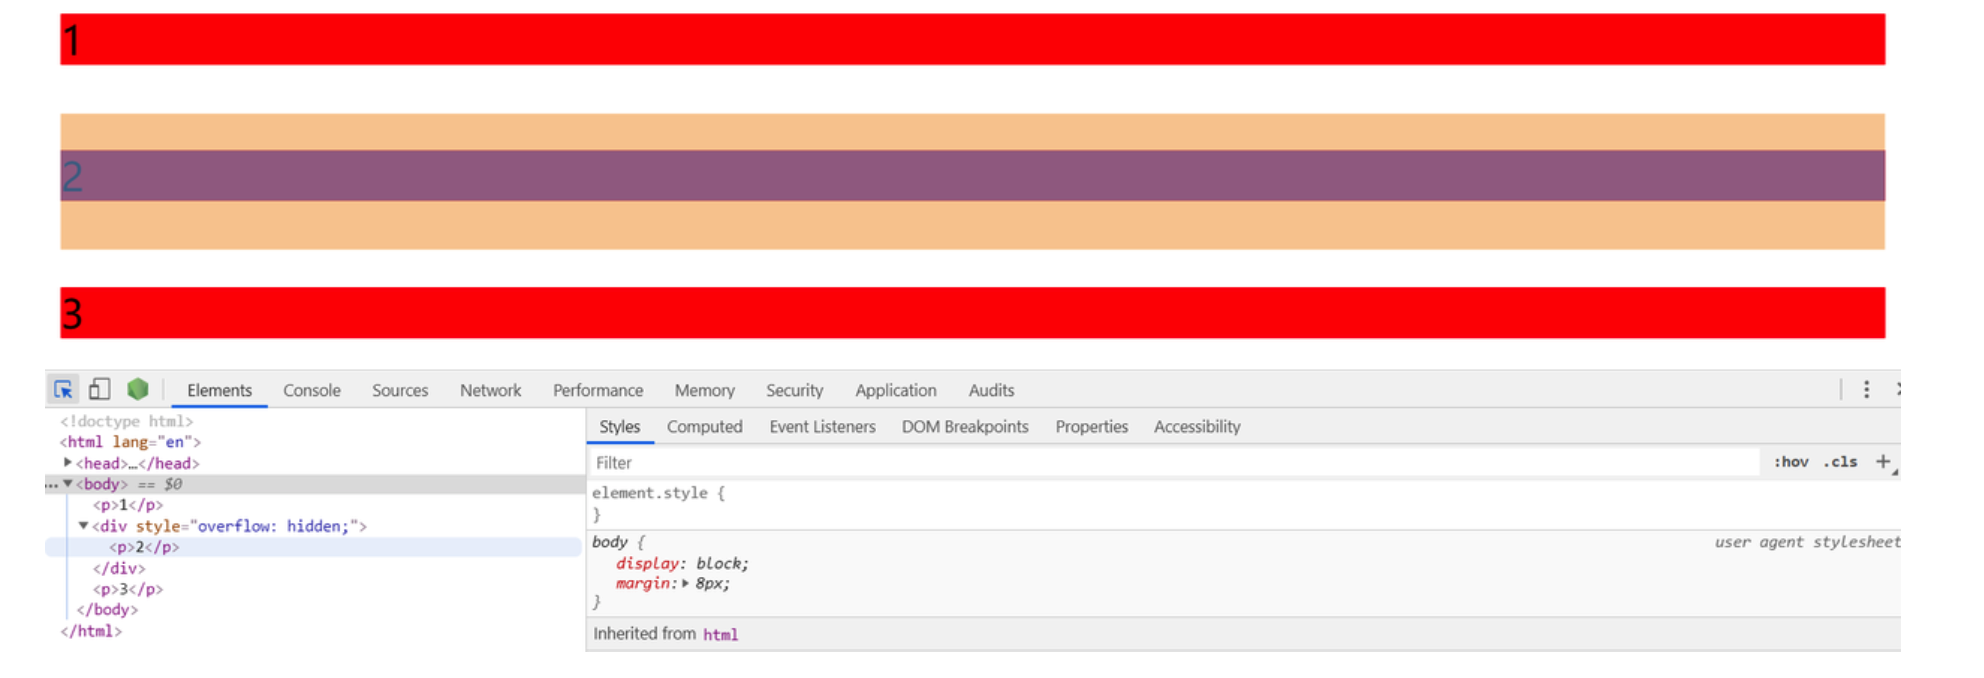 1
2
3
Elements Console Sources Network Performance Memory Security Application Audits
<!doctype html>
<html lang="en">
▶<head>…</head>
…▼<body> == $0
<p>1</p>
▼<div style="overflow: hidden;">
<p>2</p>
</div>
<p>3</p>
</body>
</html>
Styles Computed Event Listeners DOM Breakpoints Properties Accessibility
Filter :hov .cls +
element.style {
}
body { user agent stylesheet
display: block;
margin:▶ 8px;
}
Inherited from html